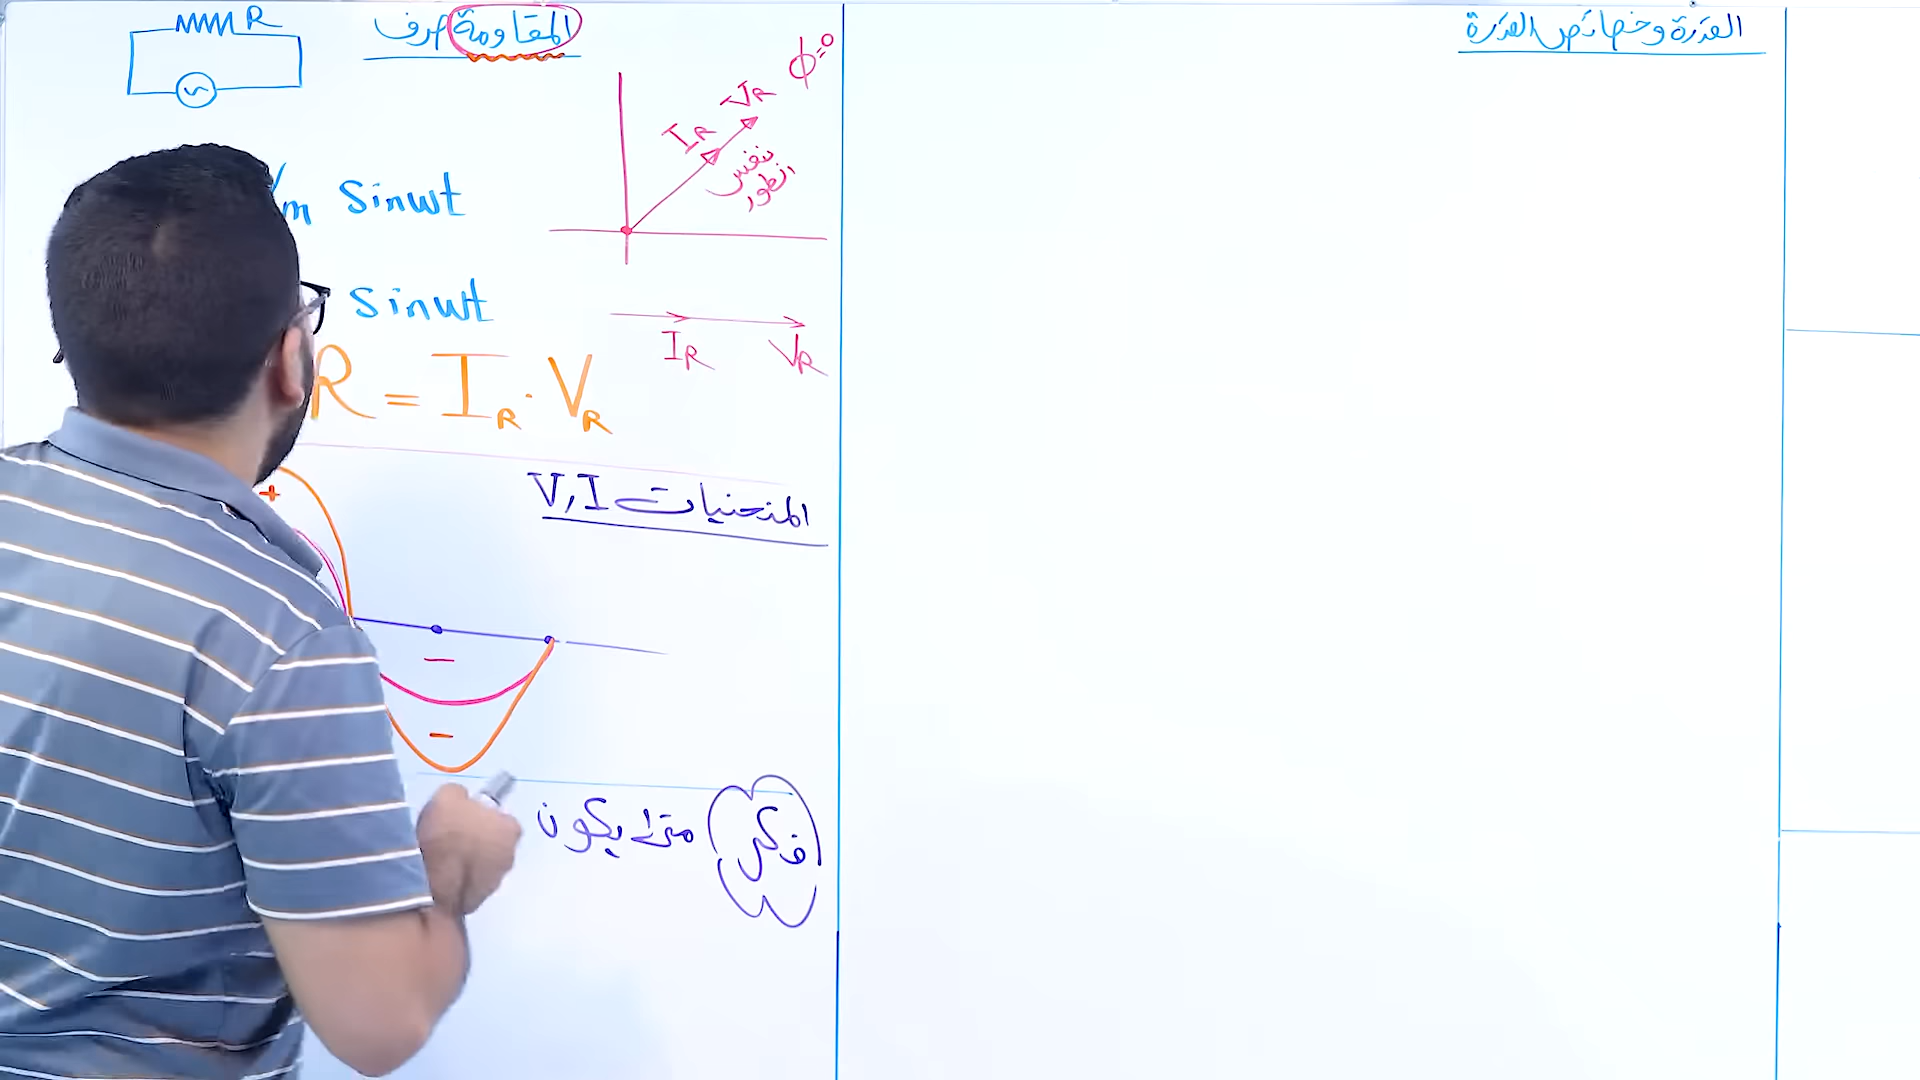 القدرة وخصائص القدرة
المقاومة صرف
R
m Sinwt
Sinwt
R = I_R · V_R
V_R
I_R
نفس الطور
ϕ=0
I_R V_R
المنحنيات V,I
+
-
-
فكر متى يكون